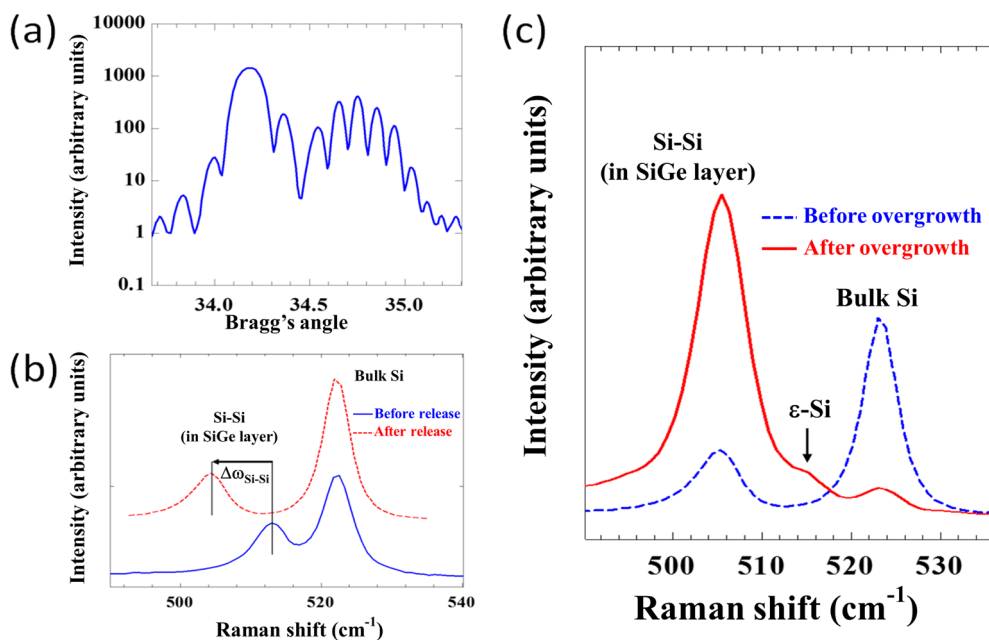 (a)
Intensity (arbitrary units)
10000
1000
100
10
1
0.1
34.0
34.5
35.0
Bragg's angle
(b)
Intensity (arbitrary units)
Bulk Si
Si-Si
(in SiGe layer)
Before release
After release
Δω_Si-Si
500
520
540
Raman shift (cm⁻¹)
(c)
Intensity (arbitrary units)
Si-Si
(in SiGe layer)
Before overgrowth
After overgrowth
Bulk Si
ε-Si
500
510
520
530
Raman shift (cm⁻¹)